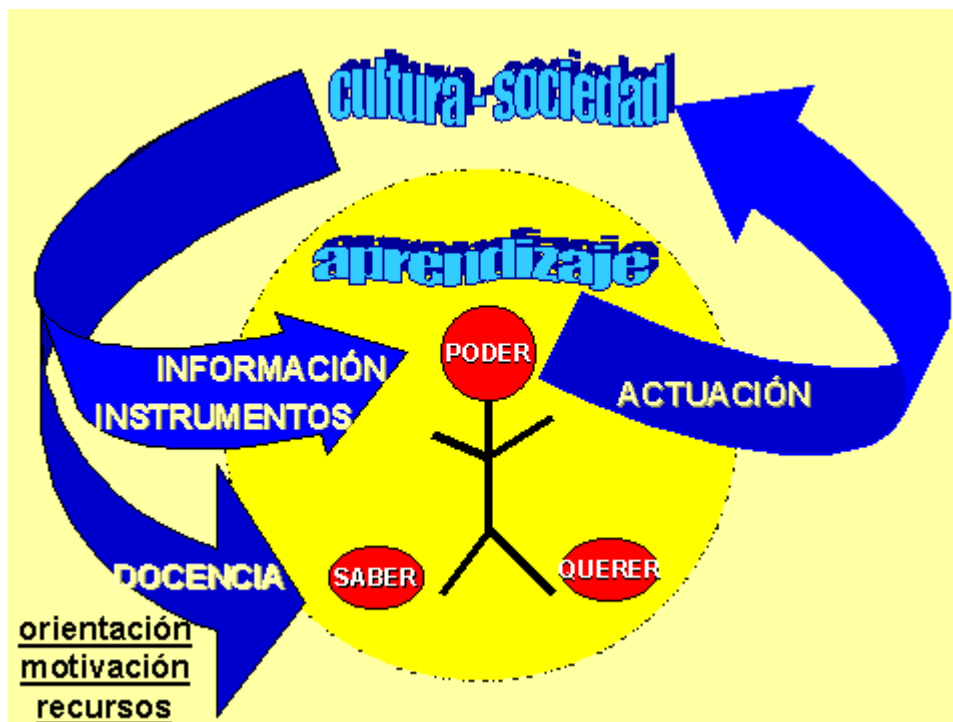 cultura - sociedad
aprendizaje
PODER
INFORMACIÓN
INSTRUMENTOS
ACTUACIÓN
DOCENCIA
SABER
QUERER
orientación
motivación
recursos